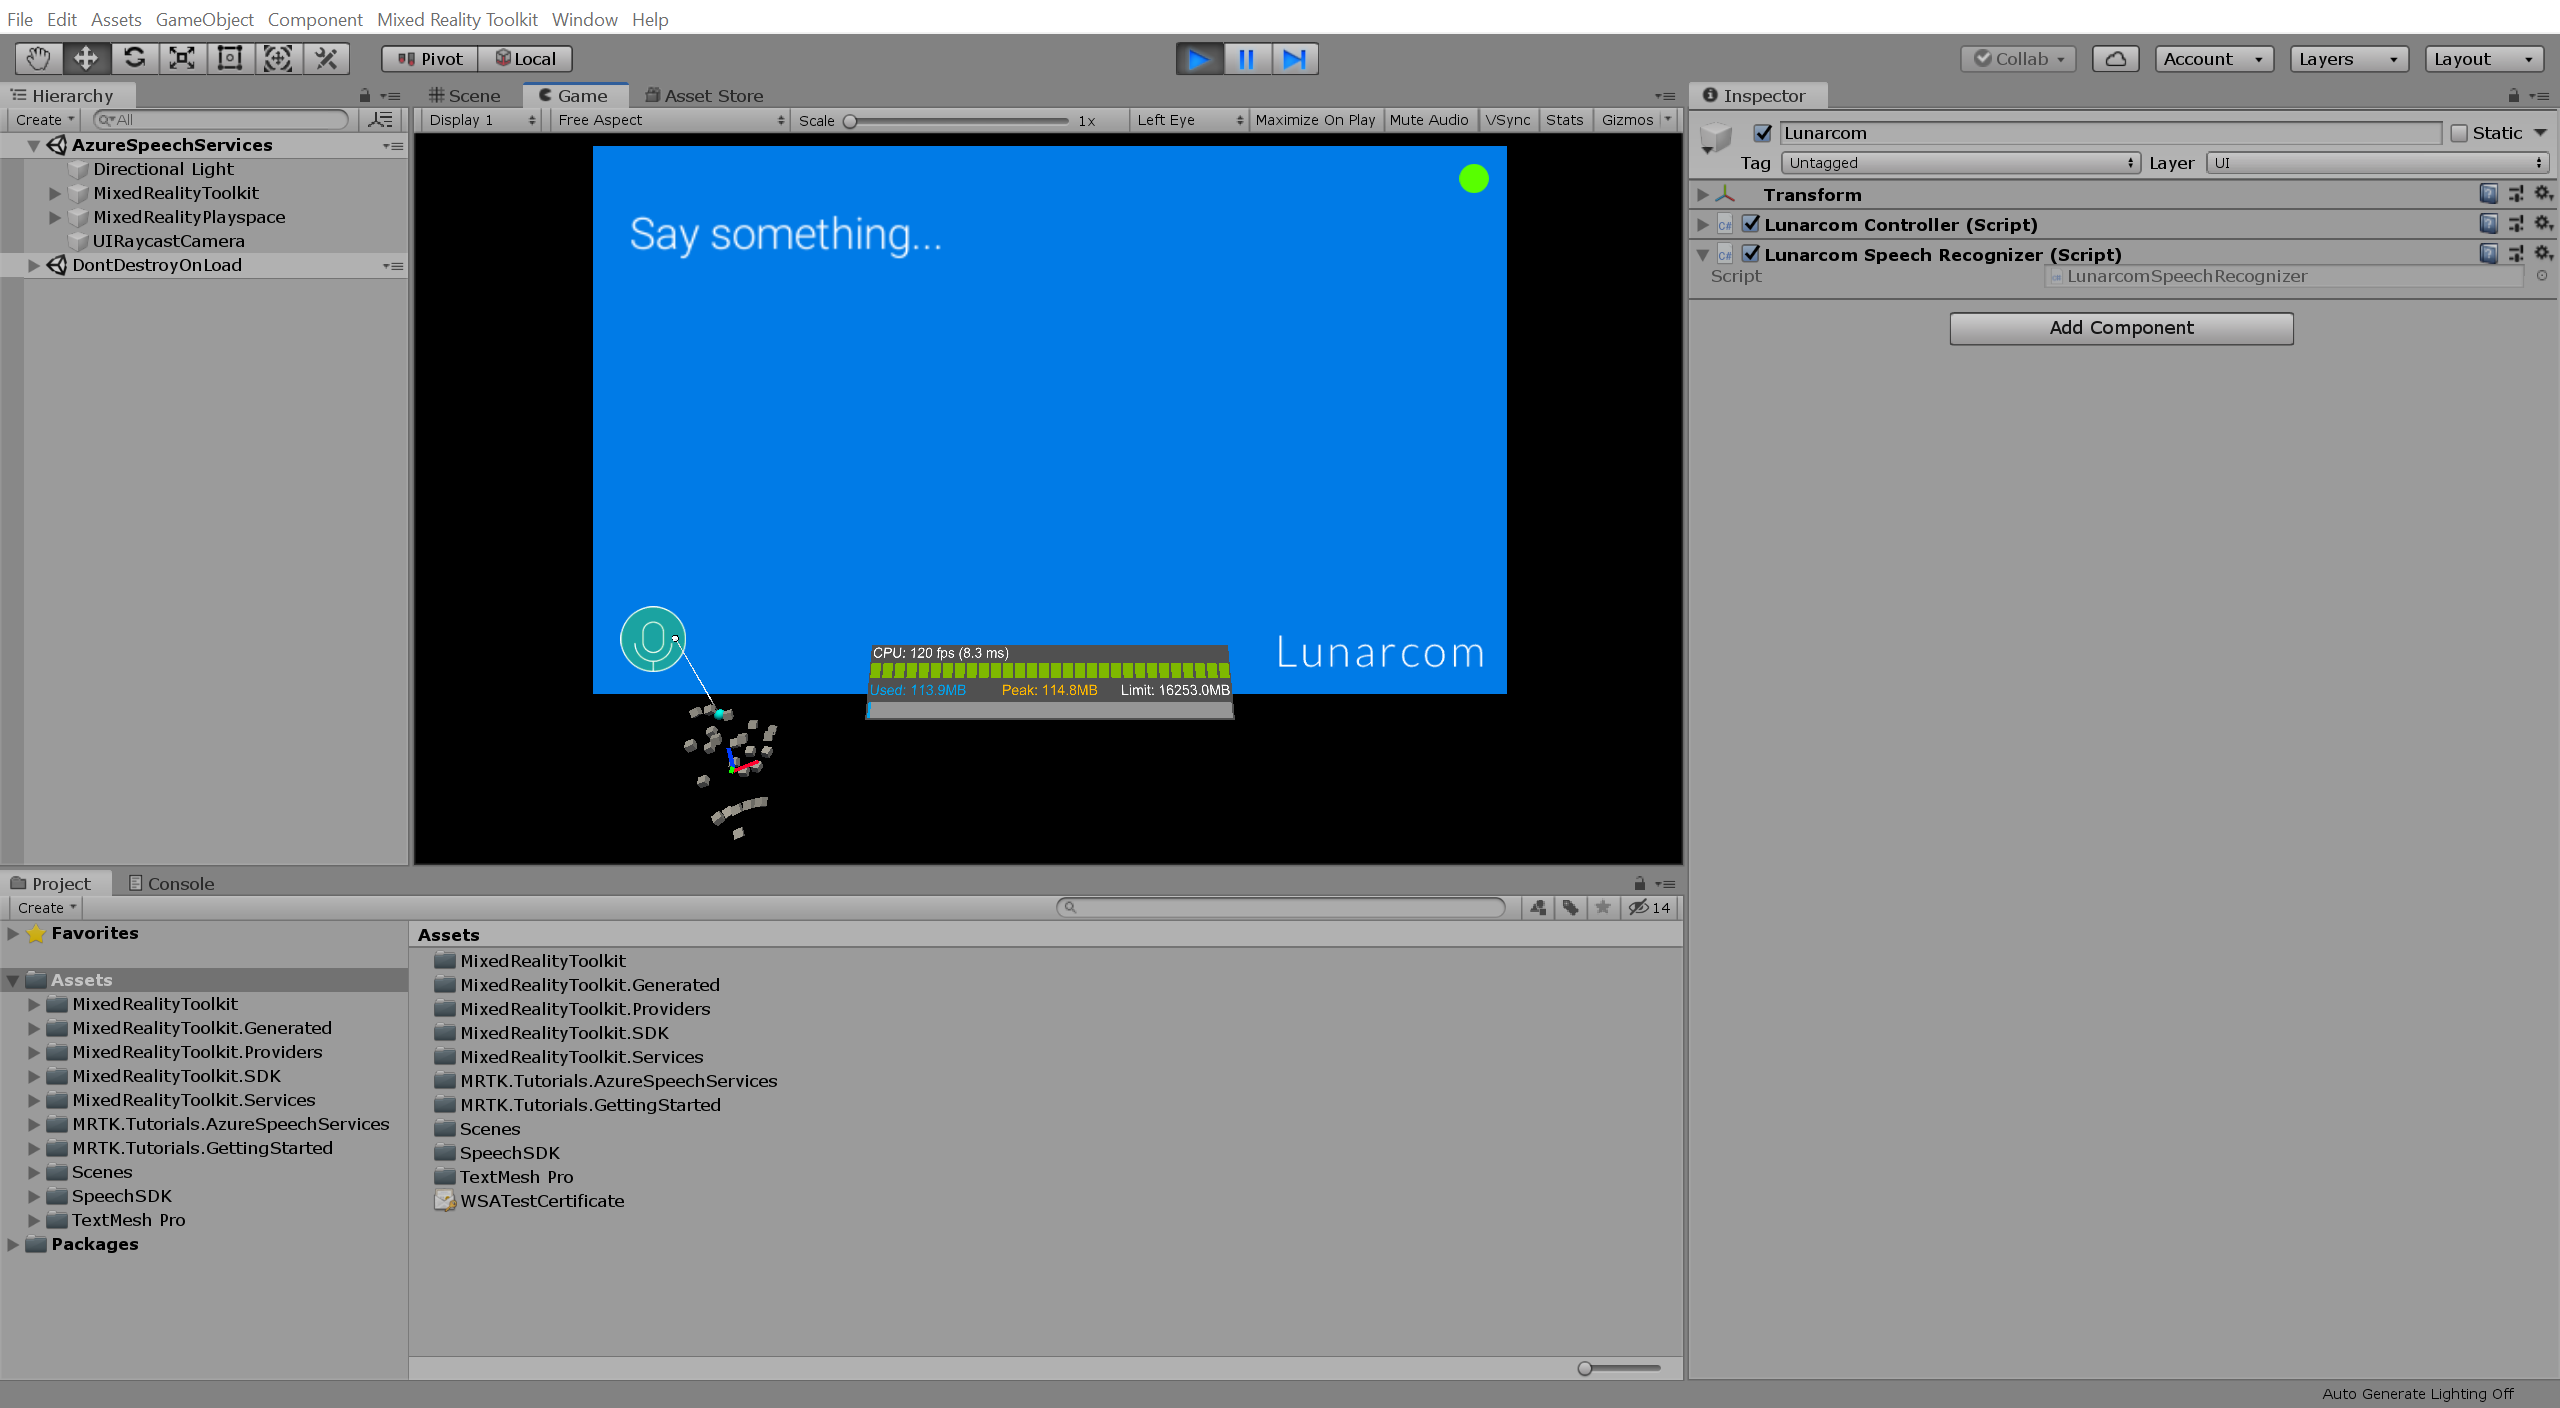 File Edit Assets GameObject Component Mixed Reality Toolkit Window Help
Pivot Local Collab Account Layers Layout
Hierarchy
Create All
AzureSpeechServices
Directional Light
MixedRealityToolkit
MixedRealityPlayspace
UIRaycastCamera
DontDestroyOnLoad
Scene Game Asset Store
Display 1 Free Aspect Scale 1x Left Eye Maximize On Play Mute Audio VSync Stats Gizmos
Say something...
Lunarcom
CPU: 120 fps (8.3 ms)
Used: 113.9MB Peak: 114.8MB Limit: 16253.0MB
Inspector
Lunarcom Static
Tag Untagged Layer UI
Transform
Lunarcom Controller (Script)
Lunarcom Speech Recognizer (Script)
Script LunarcomSpeechRecognizer
Add Component
Project Console
Create 14
Favorites
Assets
MixedRealityToolkit
MixedRealityToolkit.Generated
MixedRealityToolkit.Providers
MixedRealityToolkit.SDK
MixedRealityToolkit.Services
MRTK.Tutorials.AzureSpeechServices
MRTK.Tutorials.GettingStarted
Scenes
SpeechSDK
TextMesh Pro
Packages
Assets
MixedRealityToolkit
MixedRealityToolkit.Generated
MixedRealityToolkit.Providers
MixedRealityToolkit.SDK
MixedRealityToolkit.Services
MRTK.Tutorials.AzureSpeechServices
MRTK.Tutorials.GettingStarted
Scenes
SpeechSDK
TextMesh Pro
WSATestCertificate
Auto Generate Lighting Off